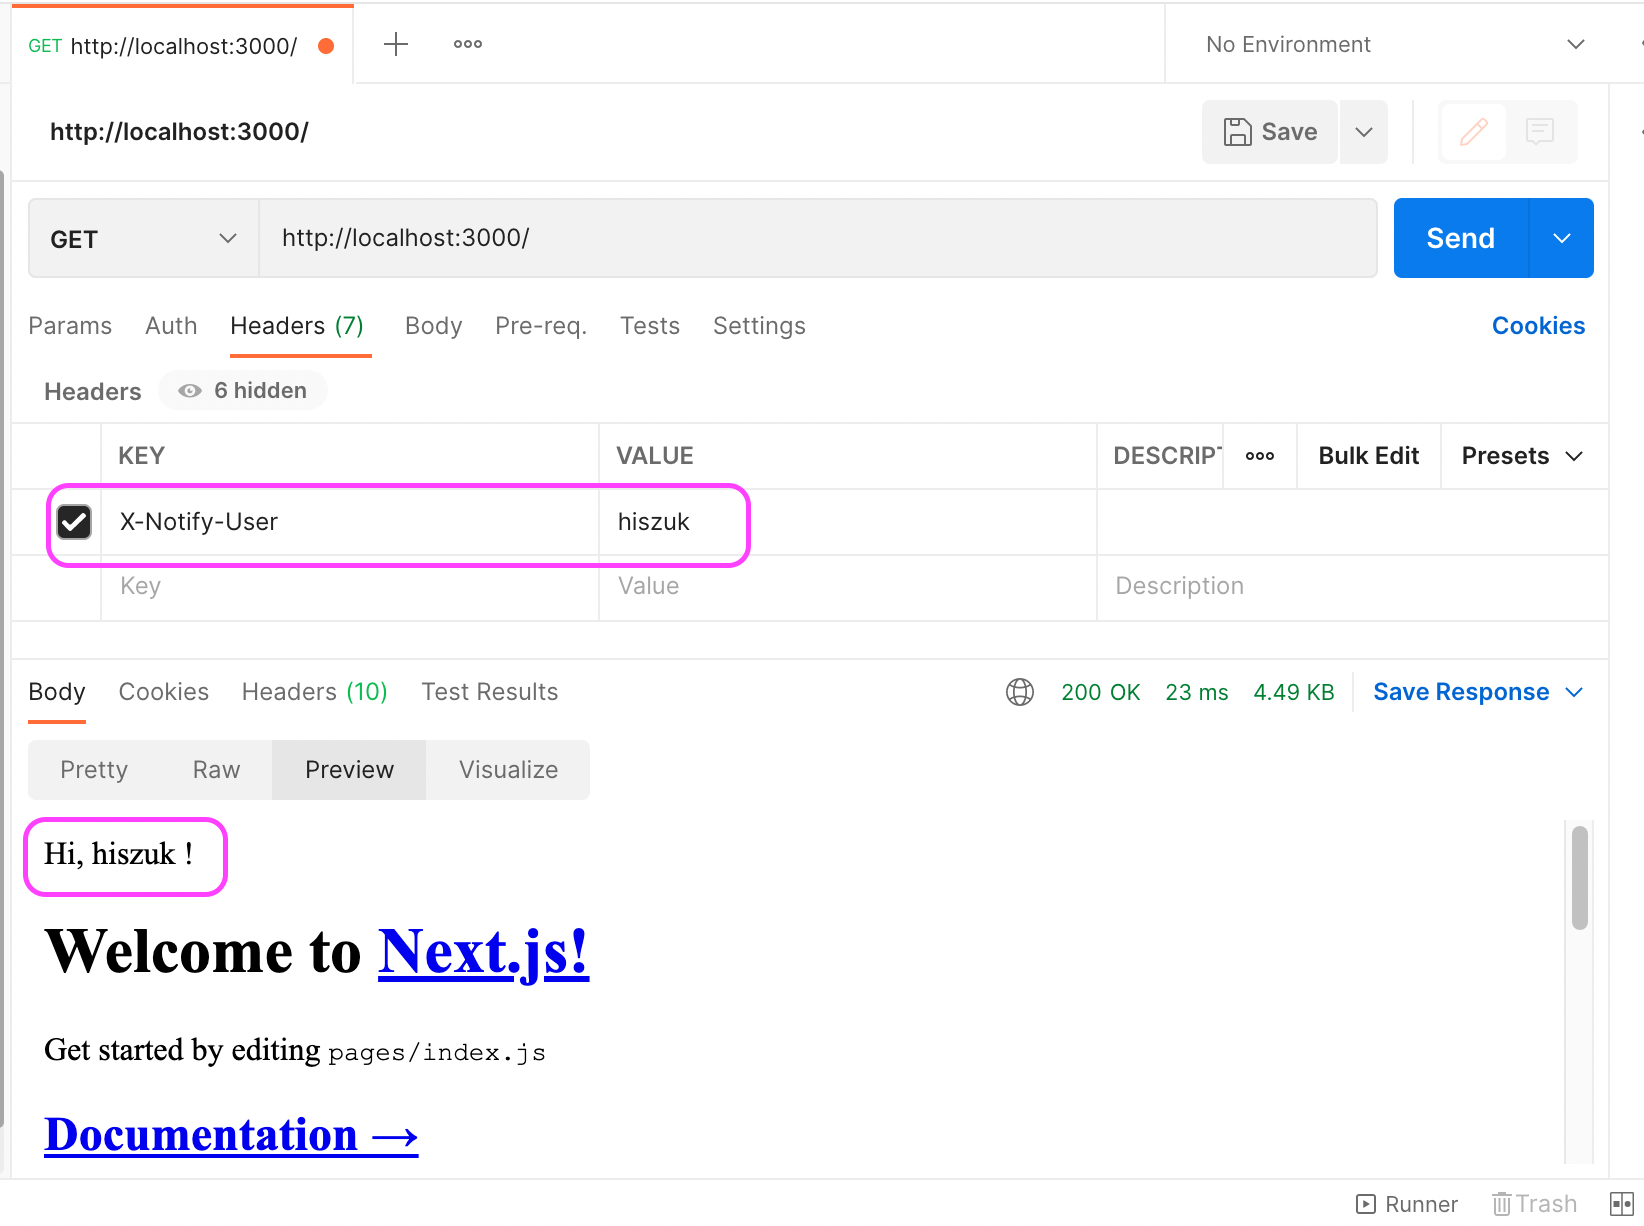 GET http://localhost:3000/
No Environment
http://localhost:3000/
Save
GET http://localhost:3000/ Send
Params Auth Headers (7) Body Pre-req. Tests Settings Cookies
Headers 6 hidden
KEY VALUE DESCRIPT Bulk Edit Presets
X-Notify-User hiszuk
Key Value Description
Body Cookies Headers (10) Test Results 200 OK 23 ms 4.49 KB Save Response
Pretty Raw Preview Visualize
Hi, hiszuk !
Welcome to Next.js!
Get started by editing pages/index.js
Documentation →
Runner Trash